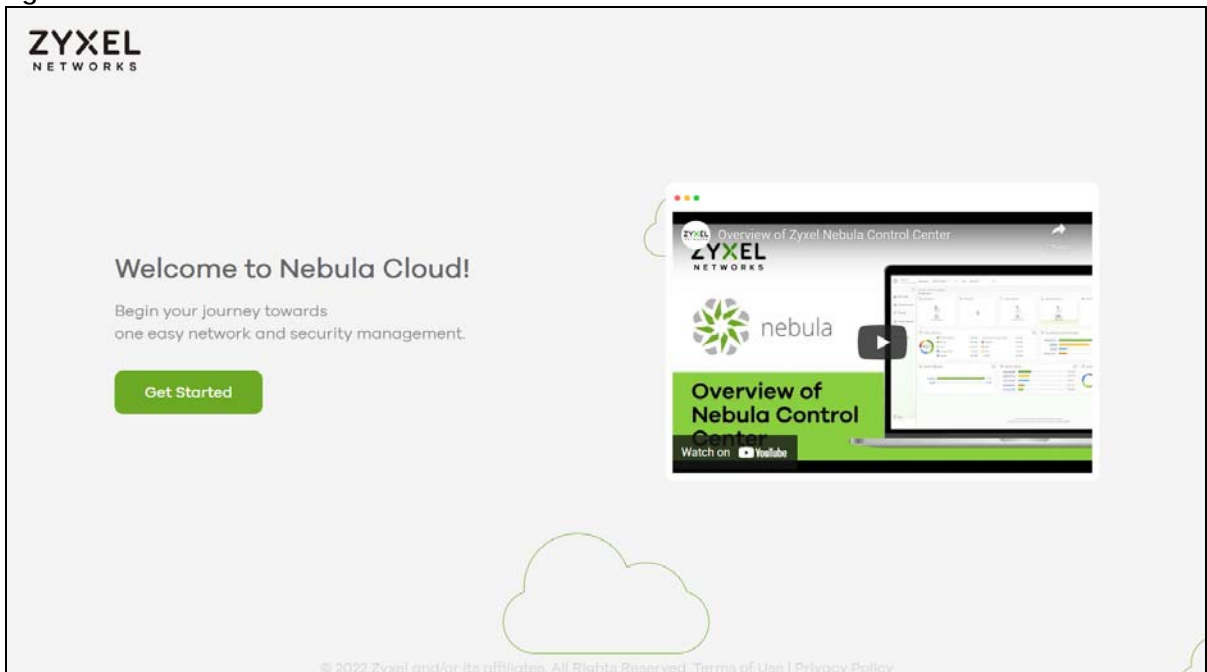 ZYXEL
NETWORKS
Welcome to Nebula Cloud!
Begin your journey towards
one easy network and security management.
Get Started
ZYXEL
Overview of Zyxel Nebula Control Center
Share
ZYXEL
NETWORKS
nebula
Overview of
Nebula Control
Center
Watch on YouTube
© 2022 Zyxel and/or its affiliates. All Rights Reserved. Terms of Use | Privacy Policy